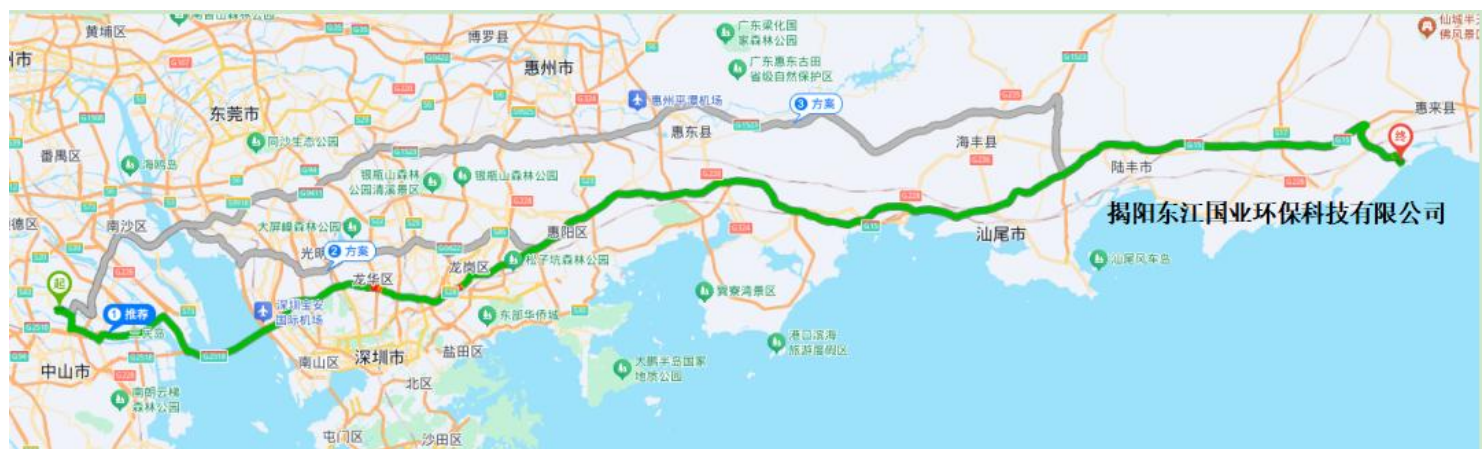 黄埔区
博罗县
广东梁化国
家森林公园
惠州市
广东惠东古田
省级自然保护区
东莞市
惠州平潭机场
3 方案
惠来县
惠东县
同沙生态公园
番禺区
海鸥岛
海丰县
终
银瓶山森林
公园清溪景区
银瓶山森林公园
陆丰市
南沙区
大屏嶂森林公园
惠阳区
揭阳东江国业环保科技有限公司
2 方案
龙岗区
松子坑森林公园
汕尾市
汕尾风车岛
起
龙华区
1 推荐
深圳宝安
国际机场
东部华侨城
巽寮湾景区
中山市
南山区
深圳市
盐田区
港口滨海
旅游度假区
大鹏半岛国家
地质公园
北区
南朗云梯
森林公园
屯门区
沙田区